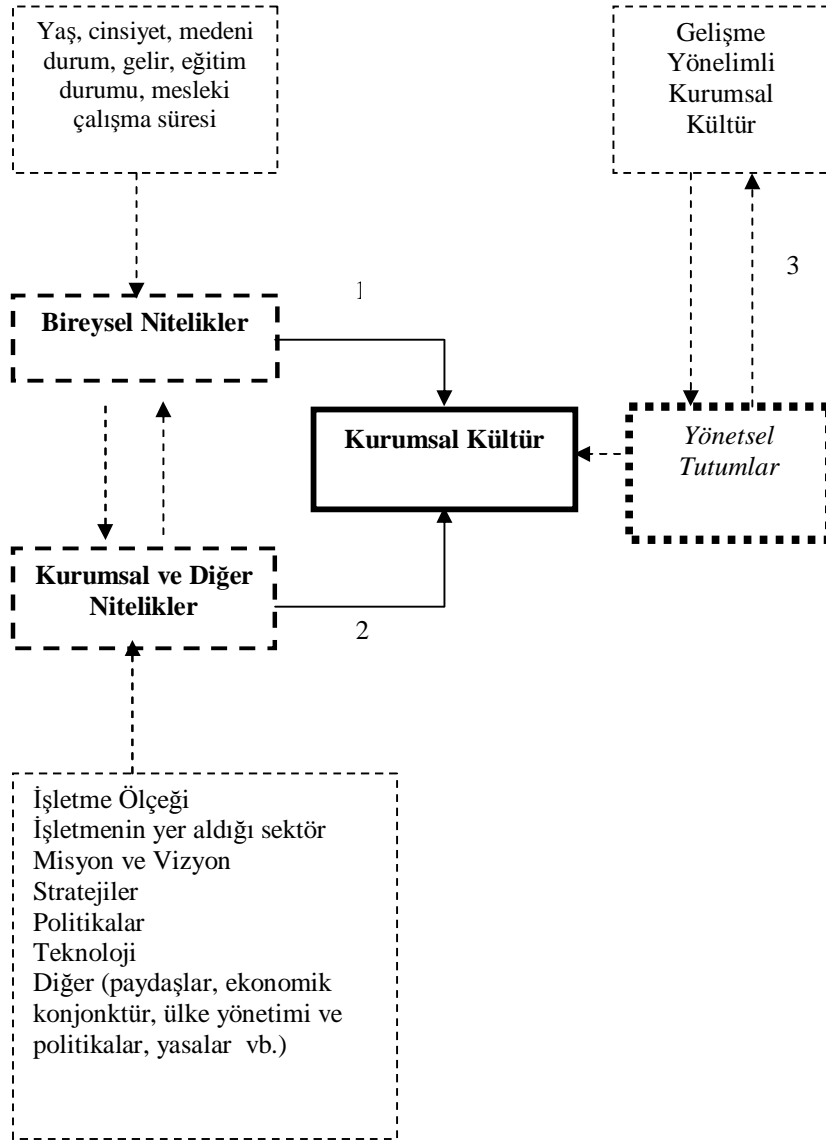 Yaş, cinsiyet, medeni
durum, gelir, eğitim
durumu, mesleki
çalışma süresi
Gelişme
Yönelimli
Kurumsal
Kültür
3
1
Bireysel Nitelikler
Kurumsal Kültür
Yönetsel
Tutumlar
Kurumsal ve Diğer
Nitelikler
2
İşletme Ölçeği
İşletmenin yer aldığı sektör
Misyon ve Vizyon
Stratejiler
Politikalar
Teknoloji
Diğer (paydaşlar, ekonomik
konjonktür, ülke yönetimi ve
politikalar, yasalar vb.)